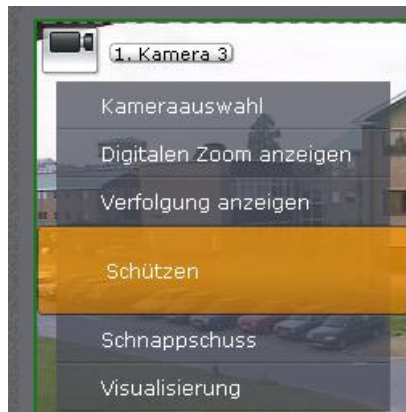 1. Kamera 3
Kameraauswahl
Digitalen Zoom anzeigen
Verfolgung anzeigen
Schützen
Schnappschuss
Visualisierung